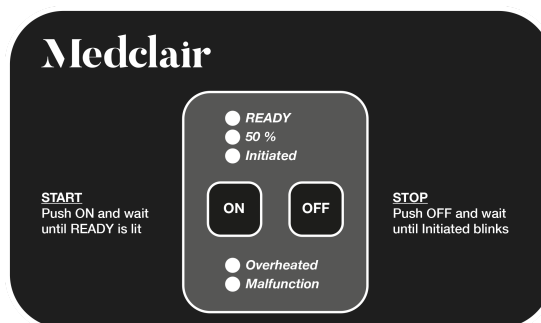 Medclair
READY
50 %
Initiated
START
Push ON and wait
until READY is lit
ON
OFF
STOP
Push OFF and wait
until Initiated blinks
Overheated
Malfunction